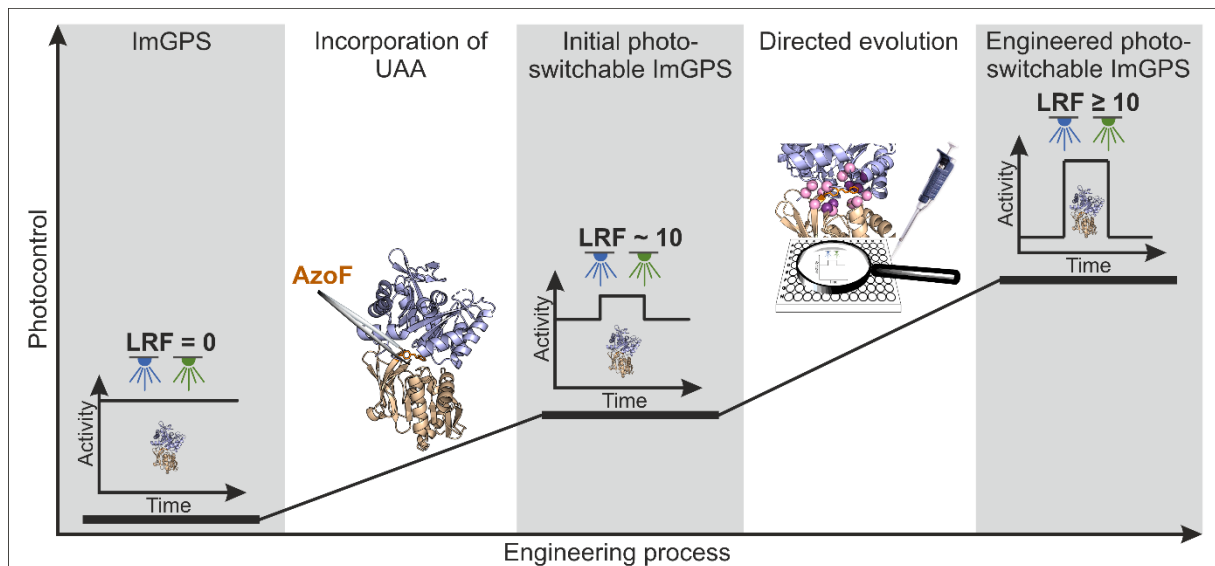 ImGPS
Incorporation of
UAA
Initial photo-
switchable ImGPS
Directed evolution
Engineered photo-
switchable ImGPS
Photocontrol
LRF = 0
Activity
Time
AzoF
LRF ~ 10
Activity
Time
LRF ≥ 10
Activity
Time
Engineering process